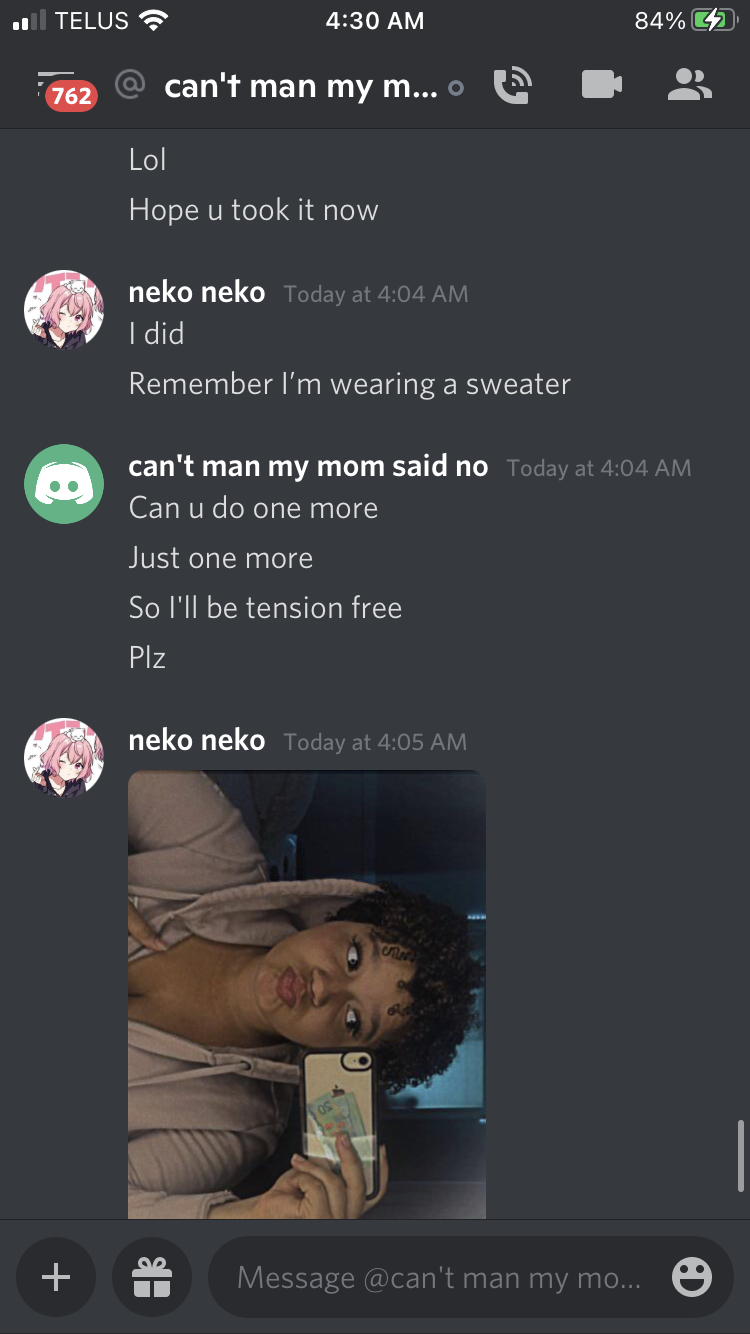 TELUS
4:30 AM
84%
762
@ can't man my m...
Lol
Hope u took it now
neko neko Today at 4:04 AM
I did
Remember I’m wearing a sweater
can't man my mom said no Today at 4:04 AM
Can u do one more
Just one more
So I'll be tension free
Plz
neko neko Today at 4:05 AM
20
Message @can't man my mo...